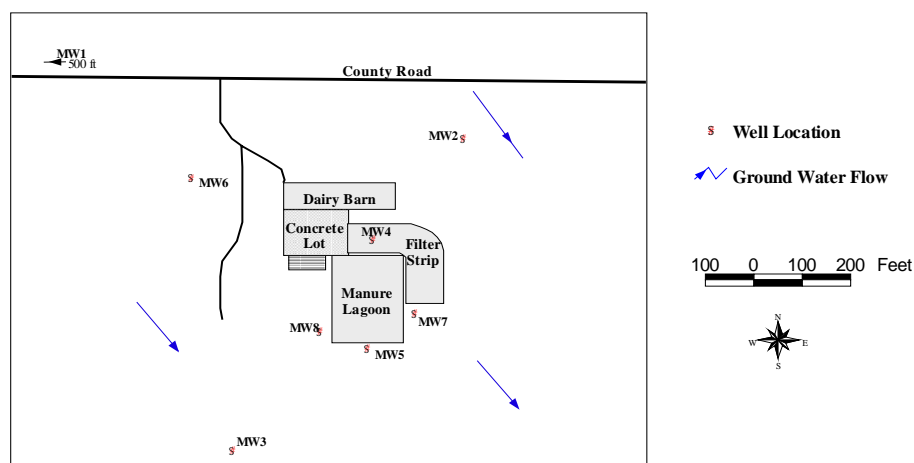 MW1
500 ft
County Road
MW2
Well Location
MW6
Ground Water Flow
Dairy Barn
Concrete
Lot
MW4
Filter
Strip
100 0 100 200 Feet
Manure
Lagoon
MW7
MW8
N
W E
S
MW5
MW3